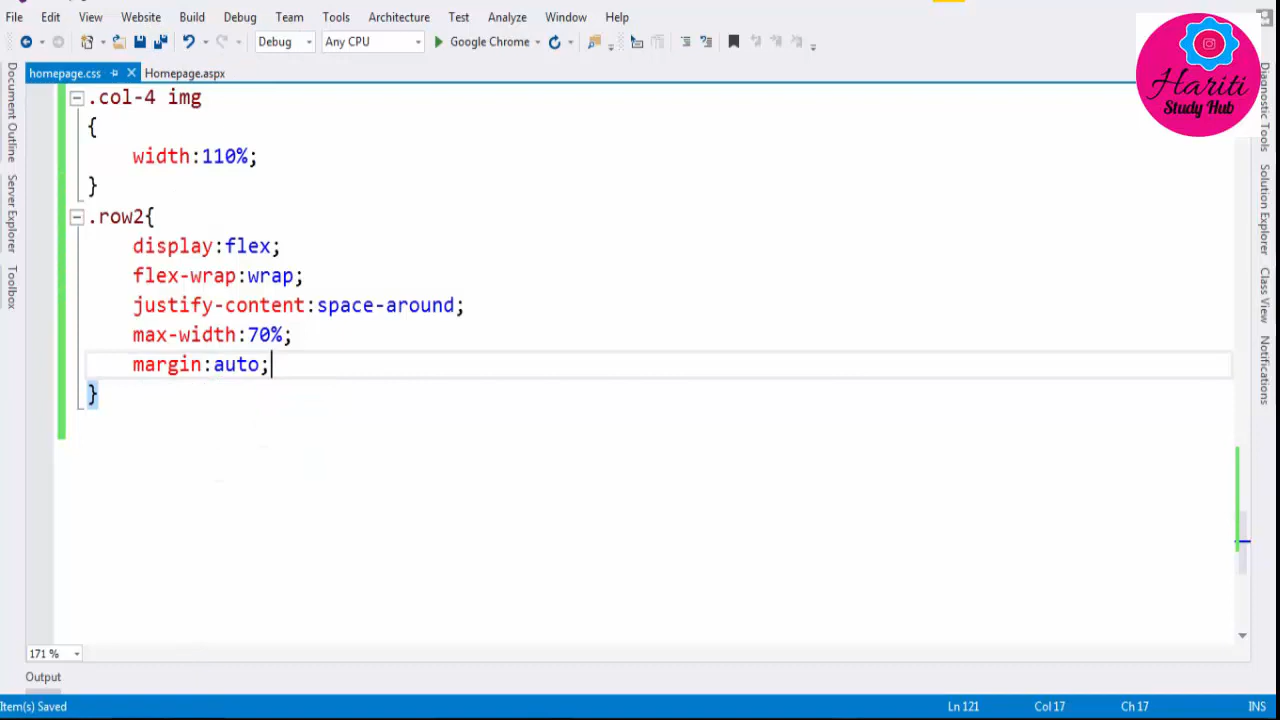 File Edit View Website Build Debug Team Tools Architecture Test Analyze Window Help
Debug Any CPU Google Chrome
Hariti
Study Hub
homepage.css Homepage.aspx
Document Outline
Server Explorer
Toolbox
.col-4 img
{
width:110%;
}
.row2{
display:flex;
flex-wrap:wrap;
justify-content:space-around;
max-width:70%;
margin:auto;
}
Diagnostic Tools
Solution Explorer
Class View
Notifications
171 %
Output
Item(s) Saved Ln 121 Col 17 Ch 17 INS